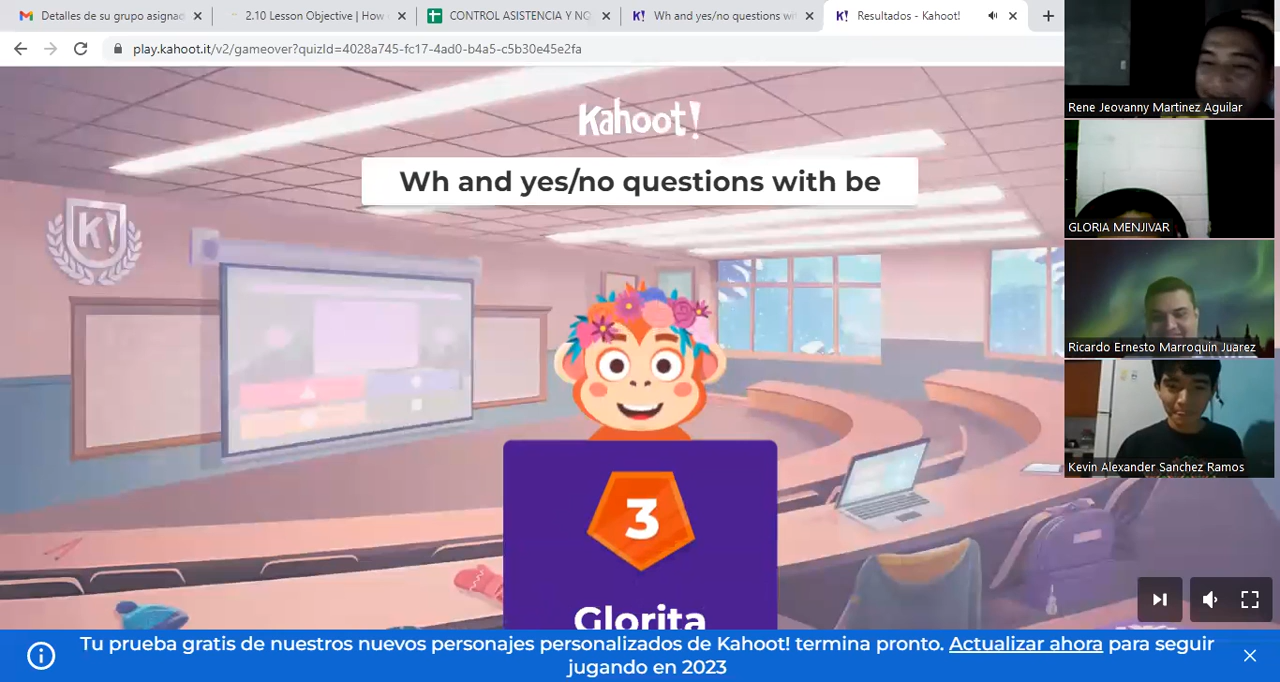 Detalles de su grupo asignad
2.10 Lesson Objective | How
CONTROL ASISTENCIA Y NO
Wh and yes/no questions wi
Resultados - Kahoot!
play.kahoot.it/v2/gameover?quizId=4028a745-fc17-4ad0-b4a5-c5b30e45e2fa
Kahoot!
Wh and yes/no questions with be
K!
3
Glorita
Rene Jeovanny Martinez Aguilar
GLORIA MENJIVAR
Ricardo Ernesto Marroquin Juarez
Kevin Alexander Sanchez Ramos
Tu prueba gratis de nuestros nuevos personajes personalizados de Kahoot! termina pronto. Actualizar ahora para seguir
jugando en 2023